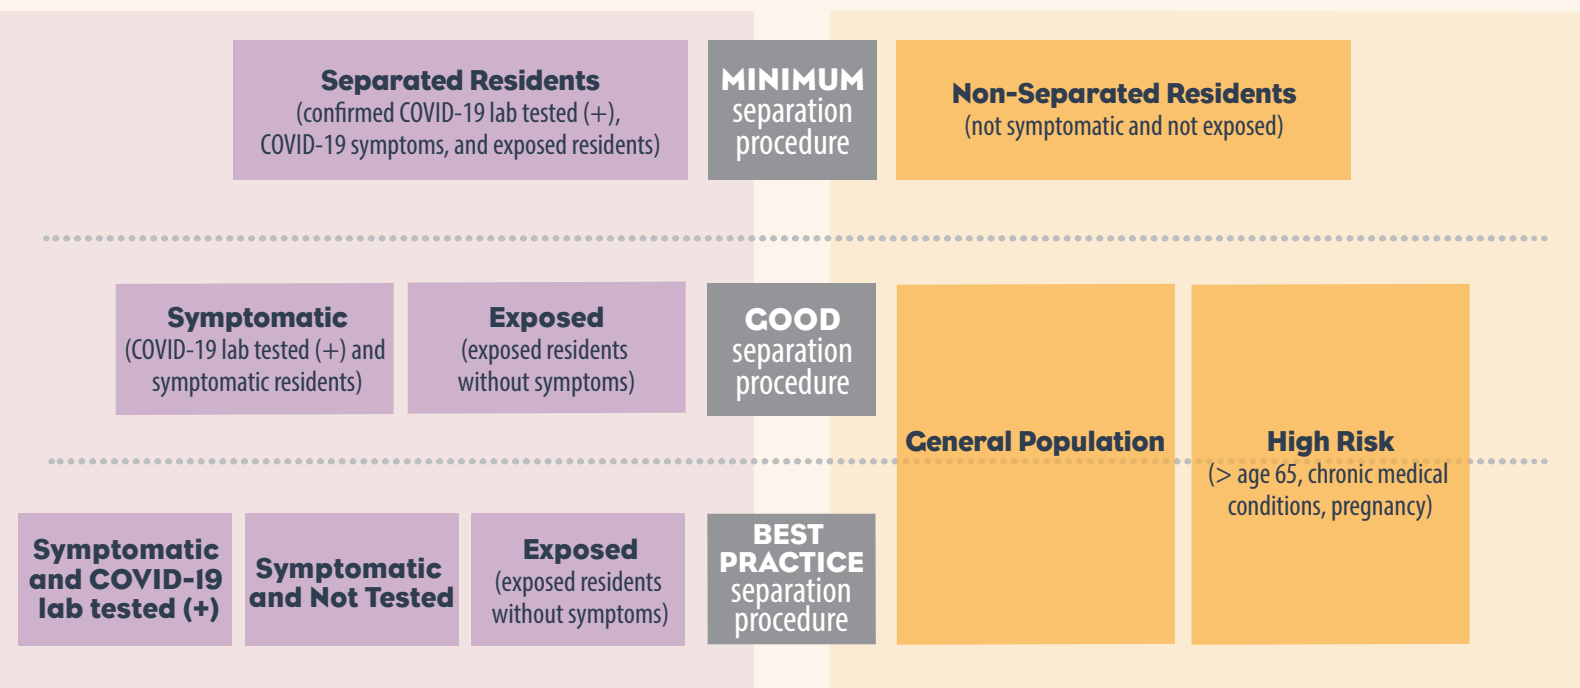 Separated Residents
(confirmed COVID-19 lab tested (+),
COVID-19 symptoms, and exposed residents)
MINIMUM
separation
procedure
Non-Separated Residents
(not symptomatic and not exposed)
Symptomatic
(COVID-19 lab tested (+) and
symptomatic residents)
Exposed
(exposed residents
without symptoms)
GOOD
separation
procedure
General Population
High Risk
(> age 65, chronic medical
conditions, pregnancy)
Symptomatic
and COVID-19
lab tested (+)
Symptomatic
and Not Tested
Exposed
(exposed residents
without symptoms)
BEST
PRACTICE
separation
procedure